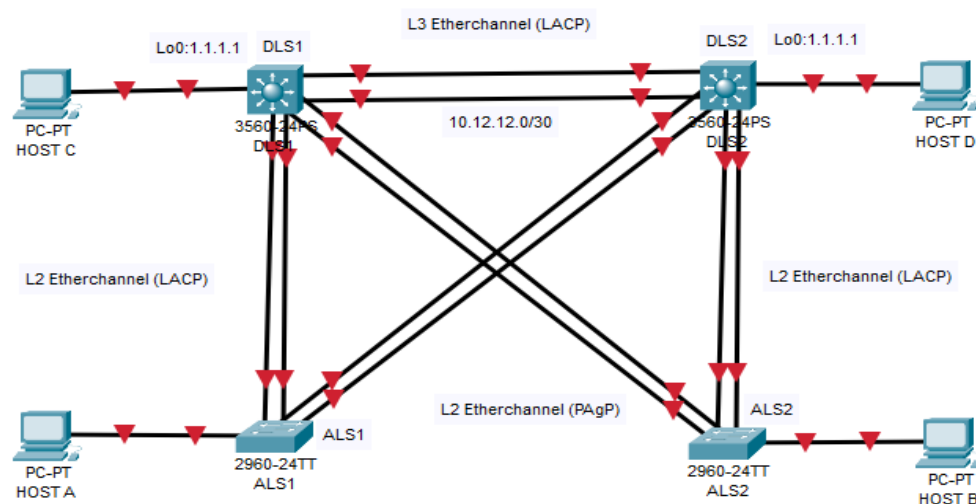 L3 Etherchannel (LACP)
Lo0:1.1.1.1
DLS1
DLS2
Lo0:1.1.1.1
PC-PT
HOST C
3560-24PS
DLS1
10.12.12.0/30
3560-24PS
DLS2
PC-PT
HOST D
L2 Etherchannel (LACP)
L2 Etherchannel (LACP)
L2 Etherchannel (PAgP)
ALS1
ALS2
PC-PT
HOST A
2960-24TT
ALS1
2960-24TT
ALS2
PC-PT
HOST B